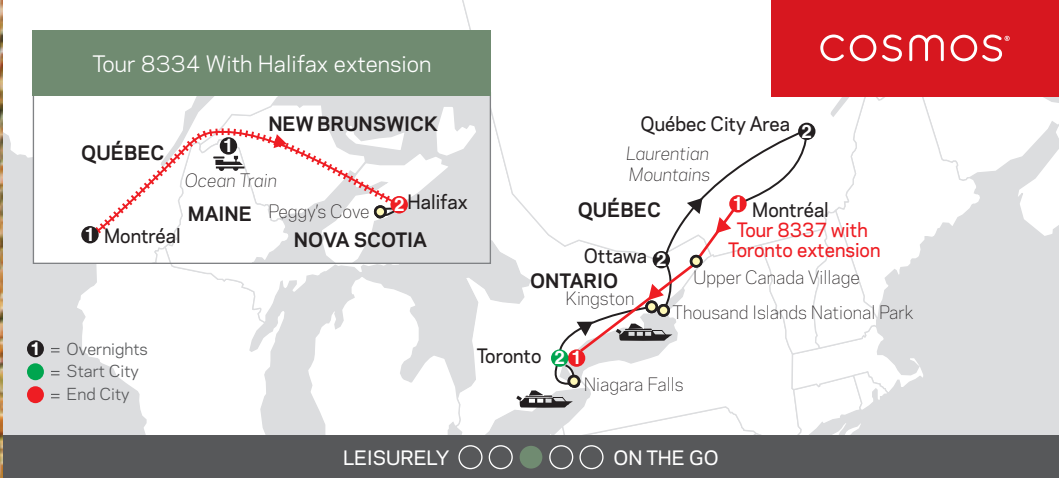 COSMOS®
Tour 8334 With Halifax extension
NEW BRUNSWICK
QUÉBEC
1
Ocean Train
MAINE
Peggy's Cove
2 Halifax
1 Montréal
NOVA SCOTIA
Québec City Area 2
Laurentian
Mountains
QUÉBEC
1
Montréal
Tour 8337 with
Toronto extension
Ottawa 2
Upper Canada Village
ONTARIO
Kingston
Thousand Islands National Park
Toronto 2 1
Niagara Falls
1 = Overnights
= Start City
= End City
LEISURELY ON THE GO